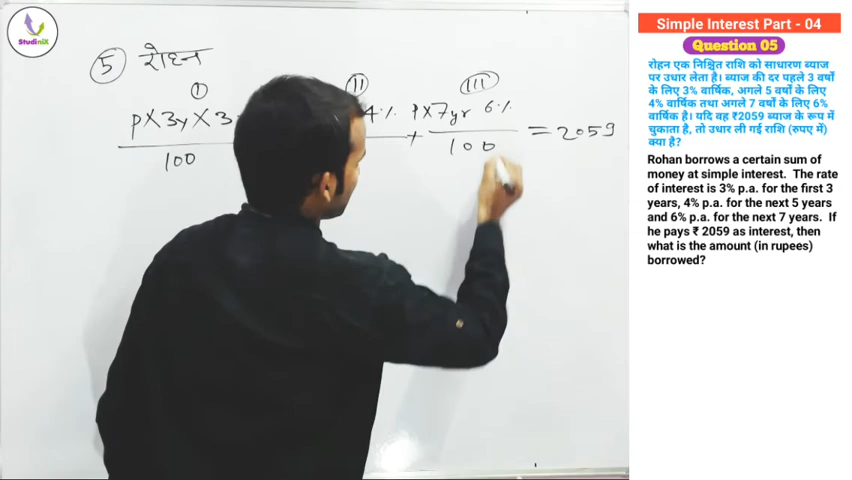 StudiniX
Simple Interest Part - 04
Question 05
रोहन एक निश्चित राशि को साधारण ब्याज
पर उधार लेता है। ब्याज की दर पहले 3 वर्षों
के लिए 3% वार्षिक, अगले 5 वर्षों के लिए
4% वार्षिक तथा अगले 7 वर्षों के लिए 6%
वार्षिक है। यदि वह ₹2059 ब्याज के रूप में
चुकाता है, तो उधार ली गई राशि (रुपए में)
क्या है?
Rohan borrows a certain sum of
money at simple interest. The rate
of interest is 3% p.a. for the first 3
years, 4% p.a. for the next 5 years
and 6% p.a. for the next 7 years. If
he pays ₹ 2059 as interest, then
what is the amount (in rupees)
borrowed?
5 रोहन
I II III
P×3y×3 4% + P×7yr 6% = 2059
100 100